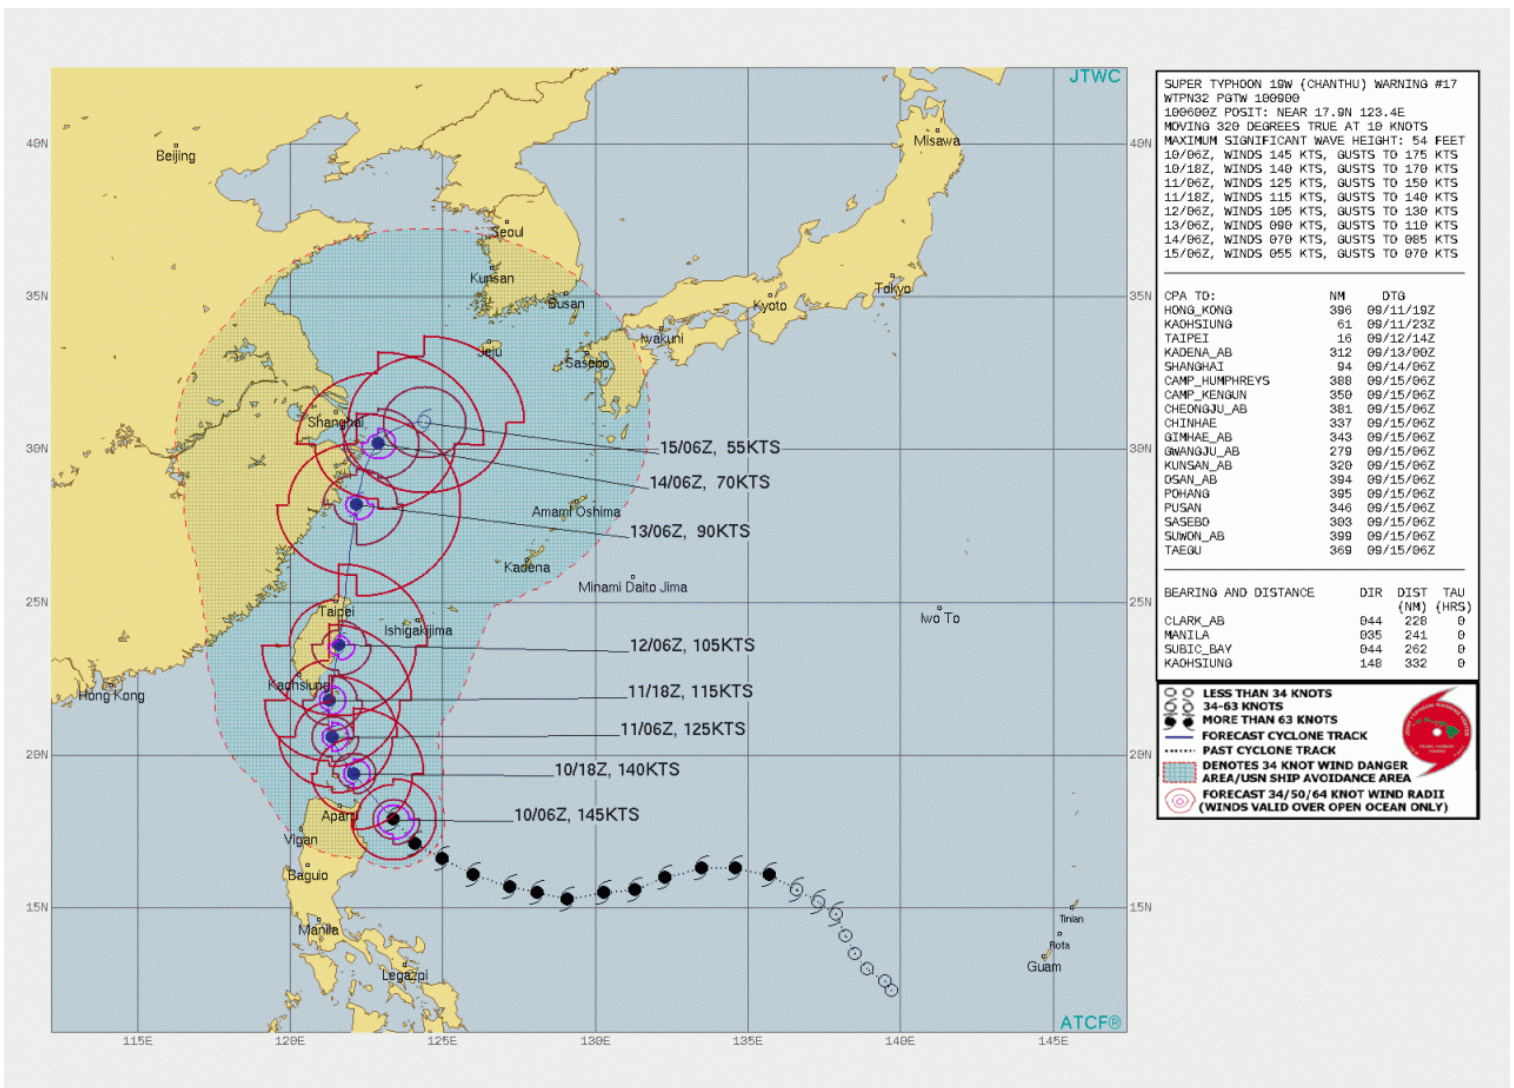 JTWC
40N
35N
30N
25N
20N
15N
40N
35N
30N
25N
20N
15N
115E
120E
125E
130E
135E
140E
145E
Beijing
Misawa
Seoul
Kunsan
Busan
Tokyo
Kyoto
Iwakuni
Jeju
Sasebo
Shanghai
15/06Z, 55KTS
14/06Z, 70KTS
Amami Oshima
13/06Z, 90KTS
Kadena
Minami Daito Jima
Taipei
Ishigakijima
Iwo To
12/06Z, 105KTS
Kaohsiung
Hong Kong
11/18Z, 115KTS
11/06Z, 125KTS
10/18Z, 140KTS
Aparri
10/06Z, 145KTS
Vigan
Baguio
Manila
Legazpi
Tinian
Rota
Guam
ATCF®
SUPER TYPHOON 19W (CHANTHU) WARNING #17
WTPN32 PGTW 100900
100600Z POSIT: NEAR 17.9N 123.4E
MOVING 320 DEGREES TRUE AT 10 KNOTS
MAXIMUM SIGNIFICANT WAVE HEIGHT: 54 FEET
10/06Z, WINDS 145 KTS, GUSTS TO 175 KTS
10/18Z, WINDS 140 KTS, GUSTS TO 170 KTS
11/06Z, WINDS 125 KTS, GUSTS TO 150 KTS
11/18Z, WINDS 115 KTS, GUSTS TO 140 KTS
12/06Z, WINDS 105 KTS, GUSTS TO 130 KTS
13/06Z, WINDS 090 KTS, GUSTS TO 110 KTS
14/06Z, WINDS 070 KTS, GUSTS TO 085 KTS
15/06Z, WINDS 055 KTS, GUSTS TO 070 KTS
CPA TO: NM DTG
HONG_KONG 396 09/11/19Z
KAOHSIUNG 61 09/11/23Z
TAIPEI 16 09/12/14Z
KADENA_AB 312 09/13/00Z
SHANGHAI 94 09/14/06Z
CAMP_HUMPHREYS 388 09/15/06Z
CAMP_KENGUN 350 09/15/06Z
CHEONGJU_AB 381 09/15/06Z
CHINHAE 337 09/15/06Z
GIMHAE_AB 343 09/15/06Z
GWANGJU_AB 279 09/15/06Z
KUNSAN_AB 320 09/15/06Z
OSAN_AB 394 09/15/06Z
POHANG 395 09/15/06Z
PUSAN 346 09/15/06Z
SASEBO 303 09/15/06Z
SUWON_AB 399 09/15/06Z
TAEGU 369 09/15/06Z
BEARING AND DISTANCE DIR DIST TAU
(NM) (HRS)
CLARK_AB 044 228 0
MANILA 035 241 0
SUBIC_BAY 044 262 0
KAOHSIUNG 148 332 0
LESS THAN 34 KNOTS
34-63 KNOTS
MORE THAN 63 KNOTS
FORECAST CYCLONE TRACK
PAST CYCLONE TRACK
DENOTES 34 KNOT WIND DANGER
AREA/USN SHIP AVOIDANCE AREA
FORECAST 34/50/64 KNOT WIND RADII
(WINDS VALID OVER OPEN OCEAN ONLY)